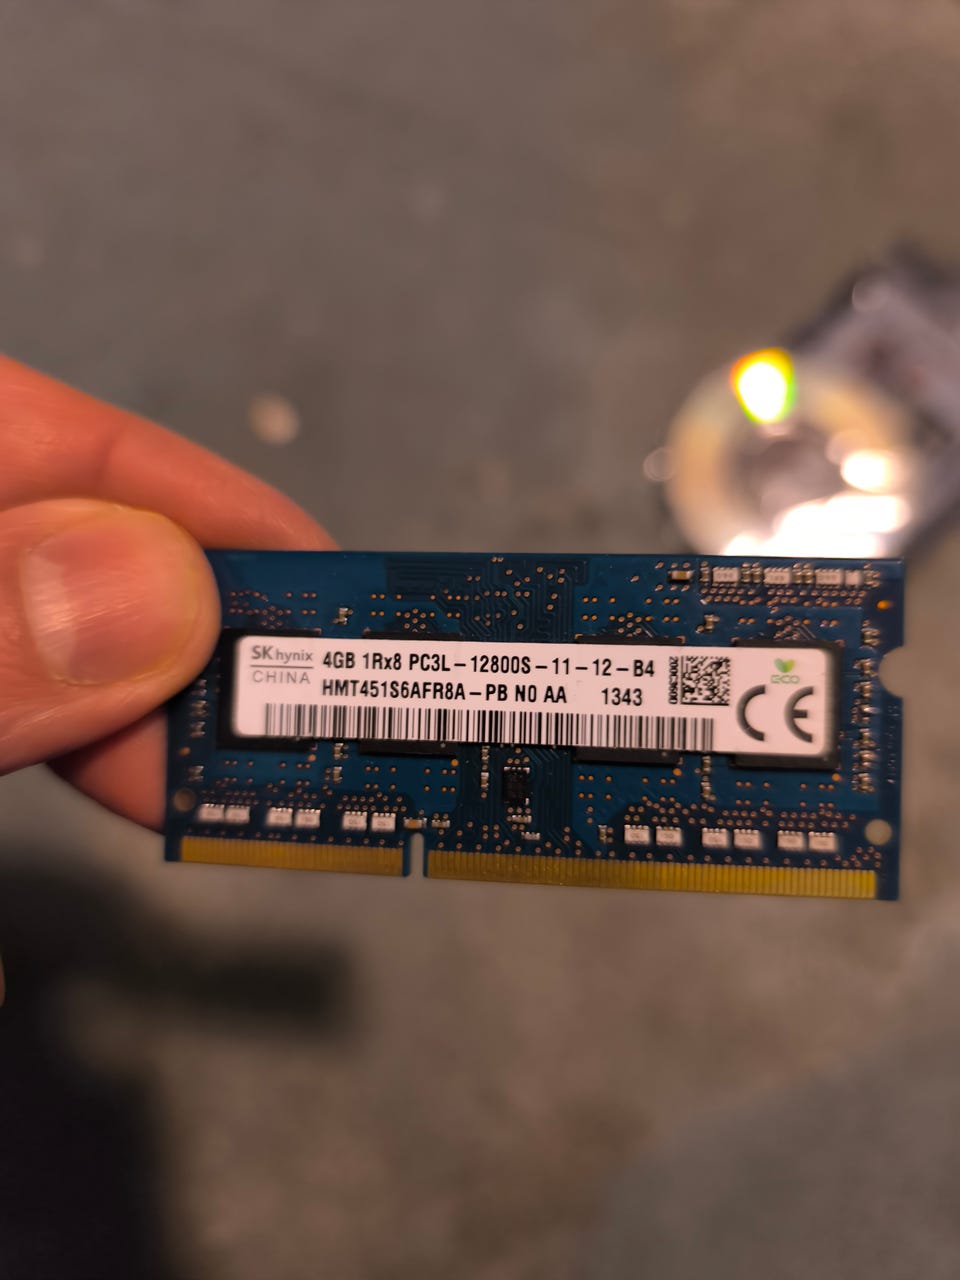 SK hynix
CHINA
4GB 1Rx8 PC3L-12800S-11-12-B4
HMT451S6AFR8A-PB N0 AA 1343
ECO
CE